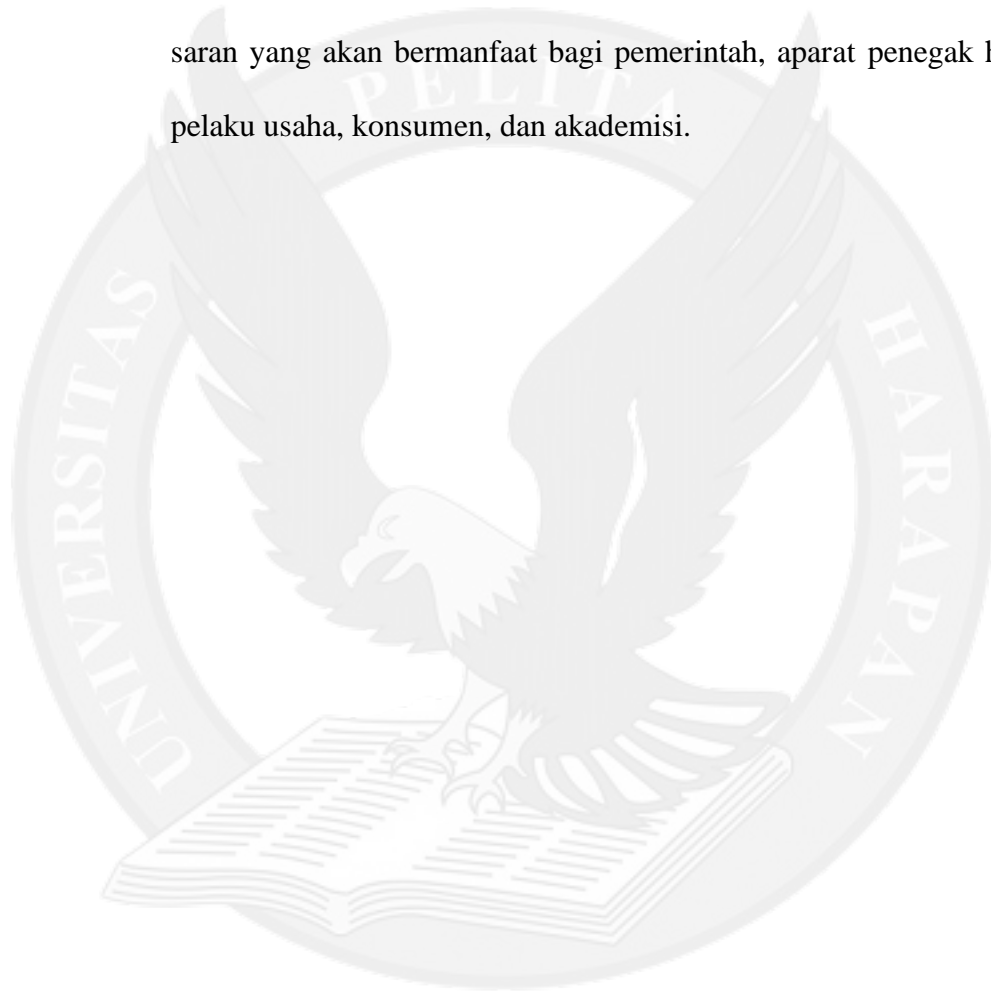 saran yang akan bermanfaat bagi pemerintah, aparat penegak
pelaku usaha, konsumen, dan akademisi.
UNIVERSITAS PELITA HARAPAN